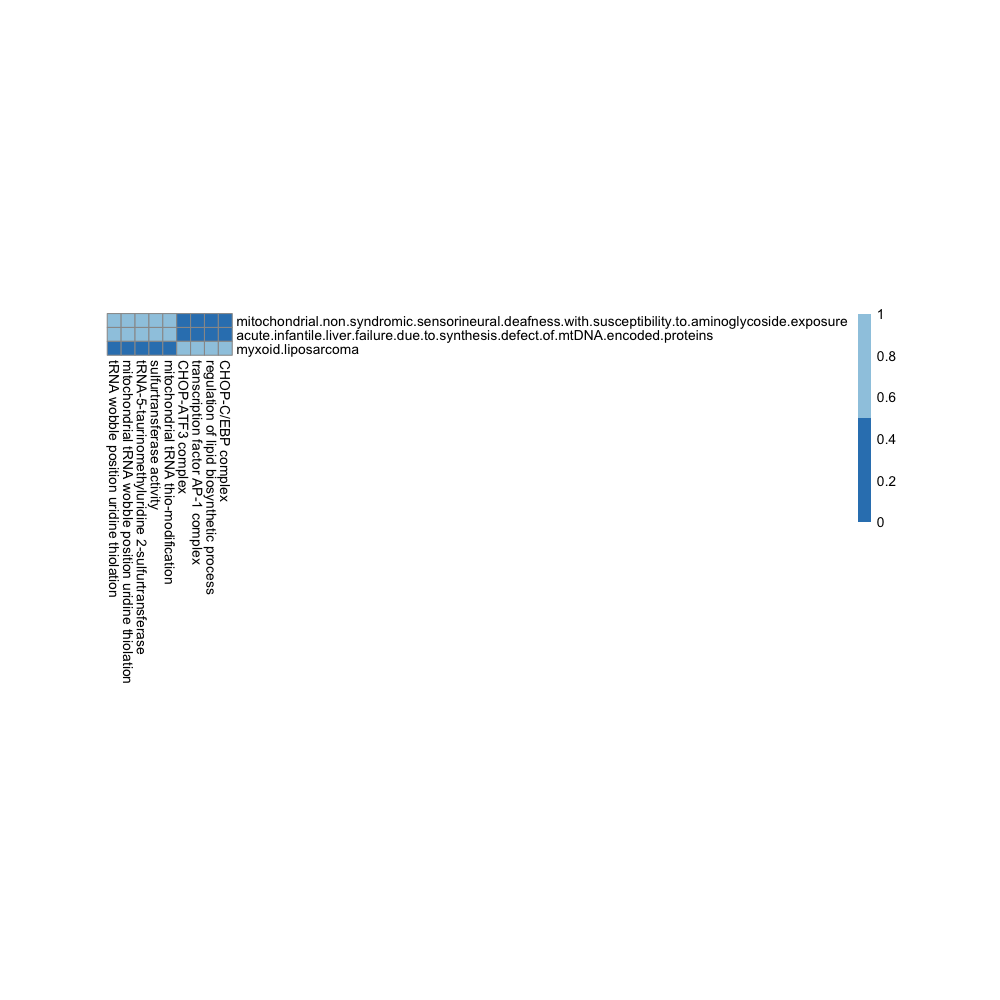 mitochondrial.non.syndromic.sensorineural.deafness.with.susceptibility.to.aminoglycoside.exposure
acute.infantile.liver.failure.due.to.synthesis.defect.of.mtDNA.encoded.proteins
myxoid.liposarcoma
tRNA wobble position uridine thiolation
mitochondrial tRNA wobble position uridine thiolation
tRNA-5-taurinomethyluridine 2-sulfurtransferase
sulfurtransferase activity
mitochondrial tRNA thio-modification
CHOP-ATF3 complex
transcription factor AP-1 complex
regulation of lipid biosynthetic process
CHOP-C/EBP complex
1
0.8
0.6
0.4
0.2
0